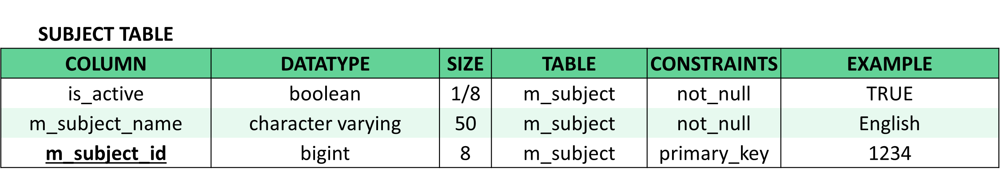 SUBJECT TABLE
COLUMN DATATYPE SIZE TABLE CONSTRAINTS EXAMPLE
is_active boolean 1/8 m_subject not_null TRUE
m_subject_name character varying 50 m_subject not_null English
m_subject_id bigint 8 m_subject primary_key 1234